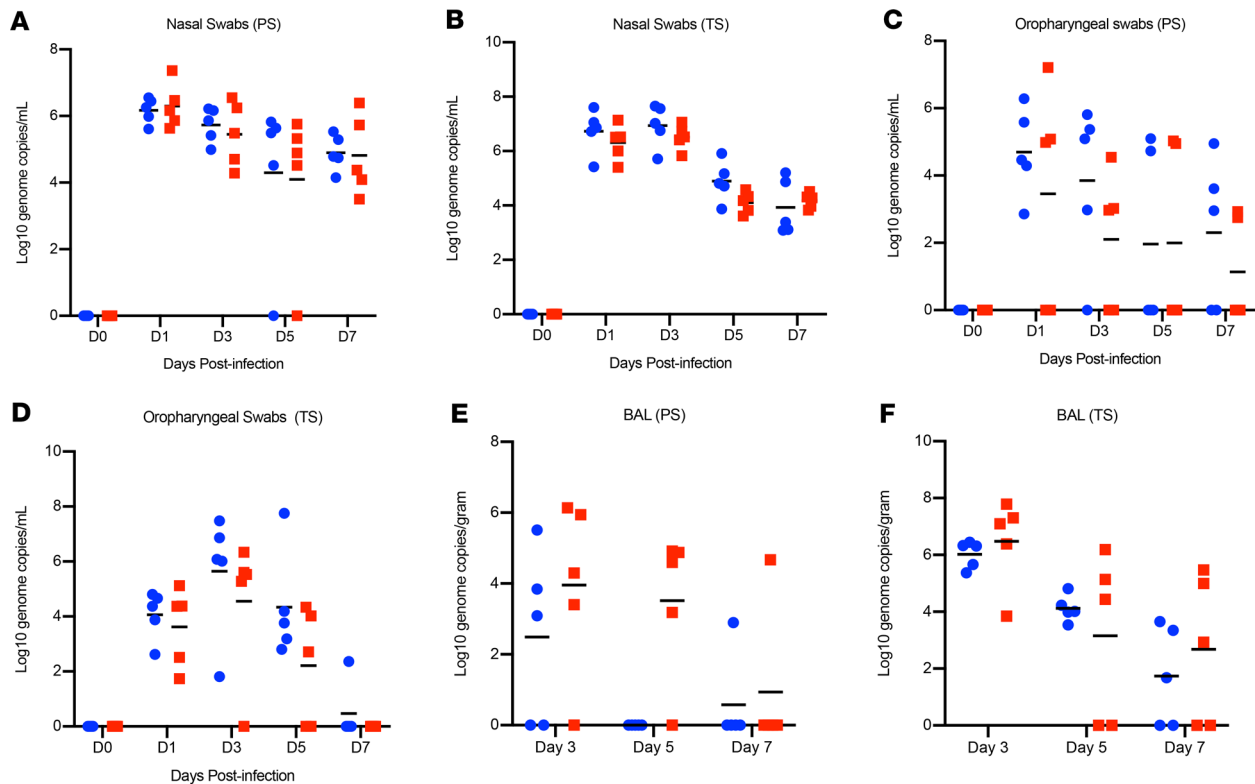 A
Nasal Swabs (PS)
Log10 genome copies/mL
8
6
4
2
0
D0 D1 D3 D5 D7
Days Post-infection
B
Nasal Swabs (TS)
Log10 genome copies/mL
10
8
6
4
2
0
D0 D1 D3 D5 D7
Days Post-infection
C
Oropharyngeal swabs (PS)
Log10 genome copies/mL
8
6
4
2
0
D0 D1 D3 D5 D7
Days Post-infection
D
Oropharyngeal Swabs (TS)
Log10 genome copies/mL
10
8
6
4
2
0
D0 D1 D3 D5 D7
Days Post-infection
E
BAL (PS)
Log10 genome copies/gram
8
6
4
2
0
Day 3 Day 5 Day 7
F
BAL (TS)
Log10 genome copies/gram
10
8
6
4
2
0
Day 3 Day 5 Day 7